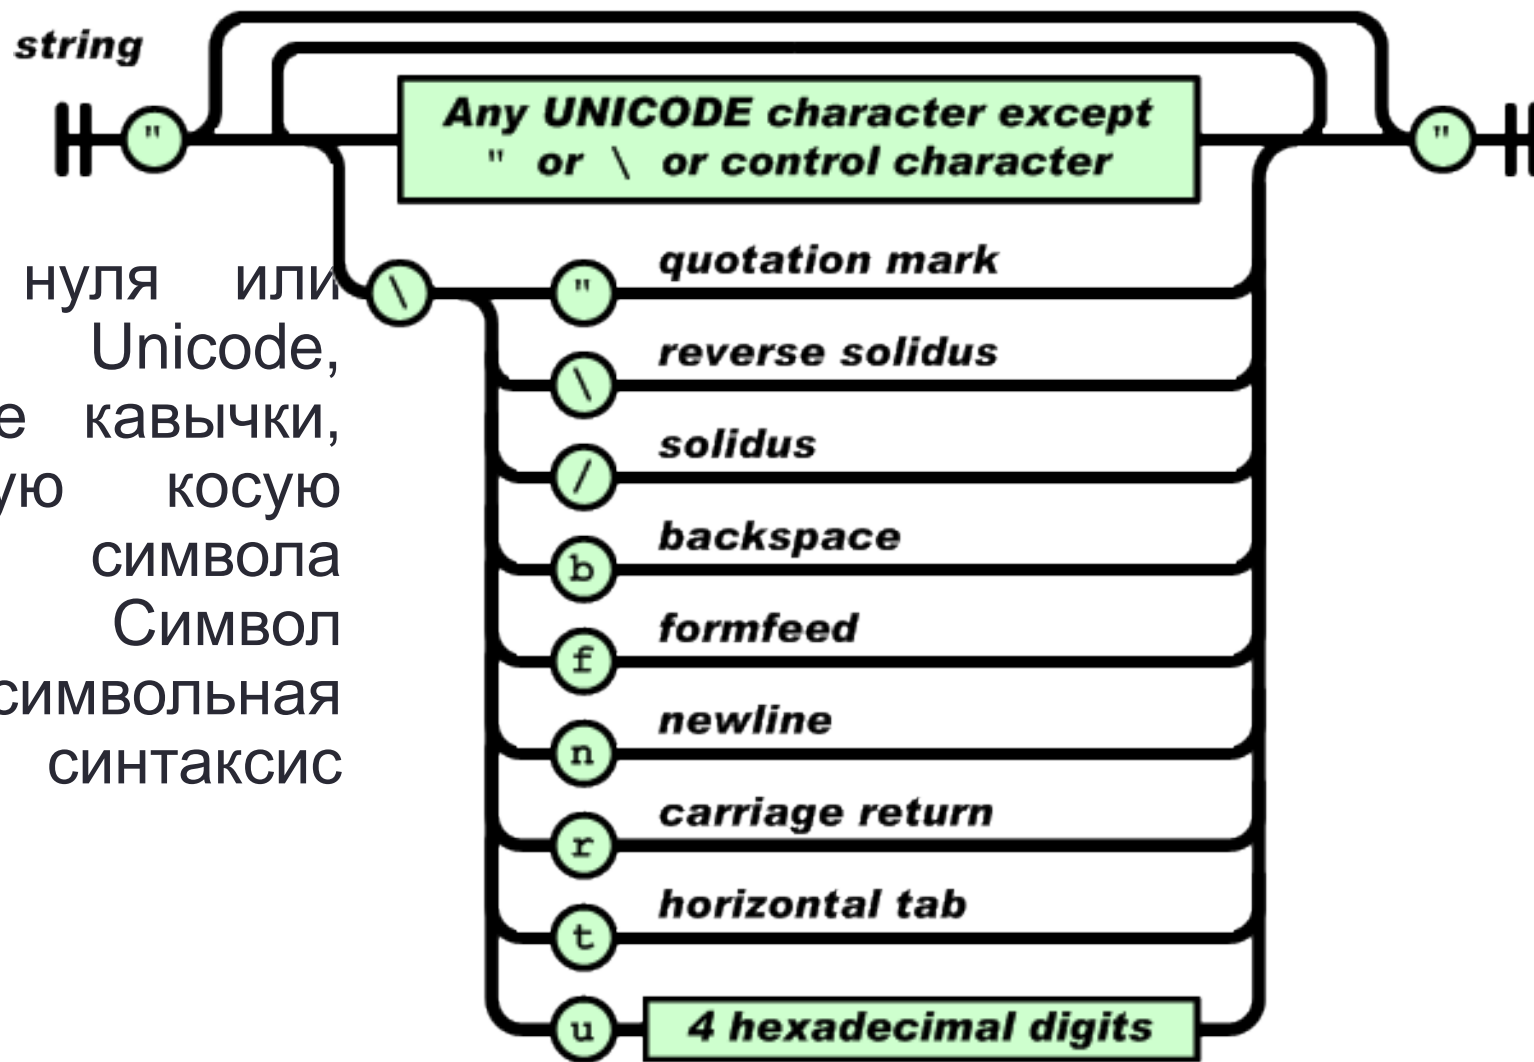 string
"
Any UNICODE character except
" or \ or control character
"
нуля или
Unicode,
кавычки,
косую
символа
Символ
символьная
синтаксис
\
" quotation mark
\ reverse solidus
/ solidus
b backspace
f formfeed
n newline
r carriage return
t horizontal tab
u 4 hexadecimal digits